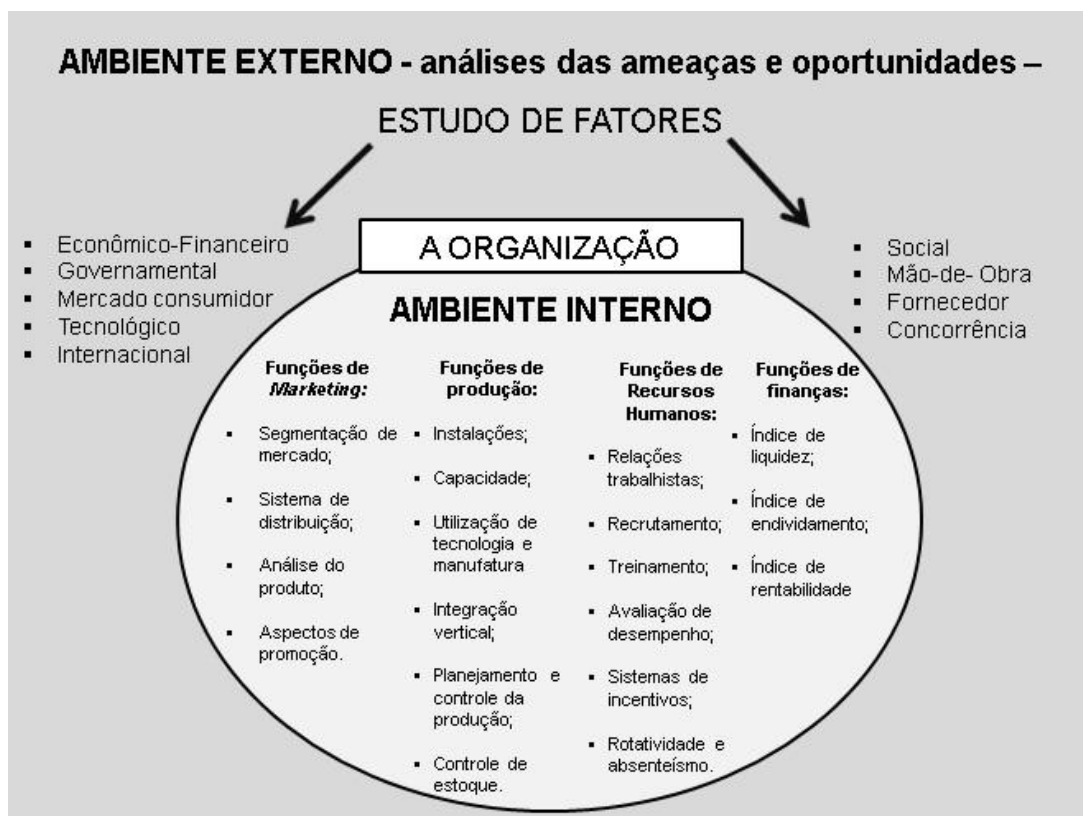 AMBIENTE EXTERNO - análises das ameaças e oportunidades –
ESTUDO DE FATORES
▪ Econômico-Financeiro
▪ Governamental
▪ Mercado consumidor
▪ Tecnológico
▪ Internacional
▪ Social
▪ Mão-de- Obra
▪ Fornecedor
▪ Concorrência
A ORGANIZAÇÃO
AMBIENTE INTERNO
Funções de
Marketing:
▪ Segmentação de
mercado;
▪ Sistema de
distribuição;
▪ Análise do
produto;
▪ Aspectos de
promoção.
Funções de
produção:
▪ Instalações;
▪ Capacidade;
▪ Utilização de
tecnologia e
manufatura
▪ Integração
vertical;
▪ Planejamento e
controle da
produção;
▪ Controle de
estoque.
Funções de
Recursos
Humanos:
▪ Relações
trabalhistas;
▪ Recrutamento;
▪ Treinamento;
▪ Avaliação de
desempenho;
▪ Sistemas de
incentivos;
▪ Rotatividade e
absenteísmo.
Funções de
finanças:
▪ Índice de
liquidez;
▪ Índice de
endividamento;
▪ Índice de
rentabilidade